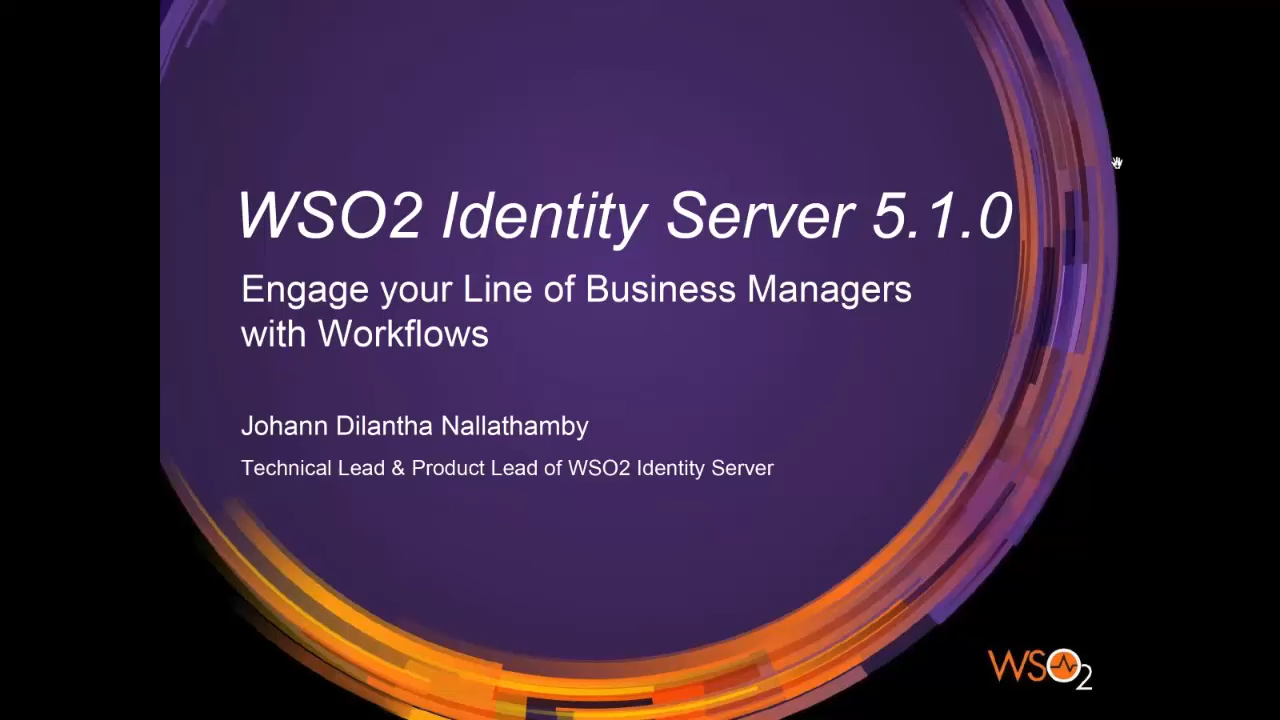 WSO2 Identity Server 5.1.0
Engage your Line of Business Managers
with Workflows
Johann Dilantha Nallathamby
Technical Lead & Product Lead of WSO2 Identity Server
WSO2